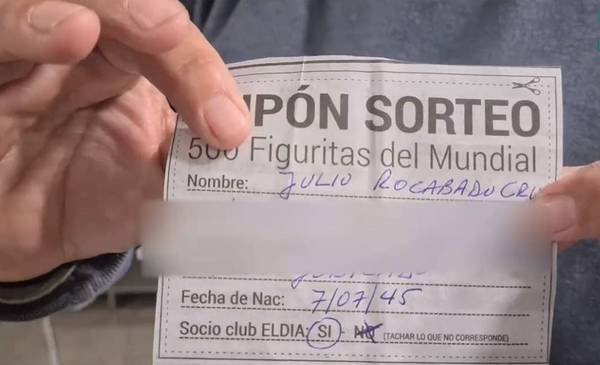 PÓN SORTEO
500 Figuritas del Mundial
Nombre: JULIO ROCABADO CRU
Fecha de Nac: 7/07/45
Socio club ELDIA: SI NO (TACHAR LO QUE NO CORRESPONDE)